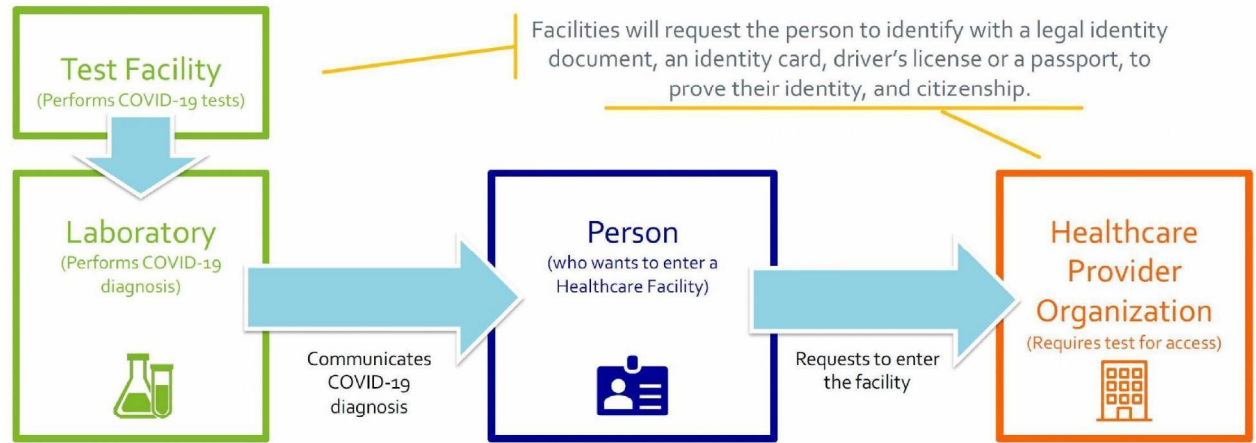 Facilities will request the person to identify with a legal identity
document, an identity card, driver's license or a passport, to
prove their identity, and citizenship.
Test Facility
(Performs COVID-19 tests)
Laboratory
(Performs COVID-19
diagnosis)
Communicates
COVID-19
diagnosis
Person
(who wants to enter a
Healthcare Facility)
Requests to enter
the facility
Healthcare
Provider
Organization
(Requires test for access)